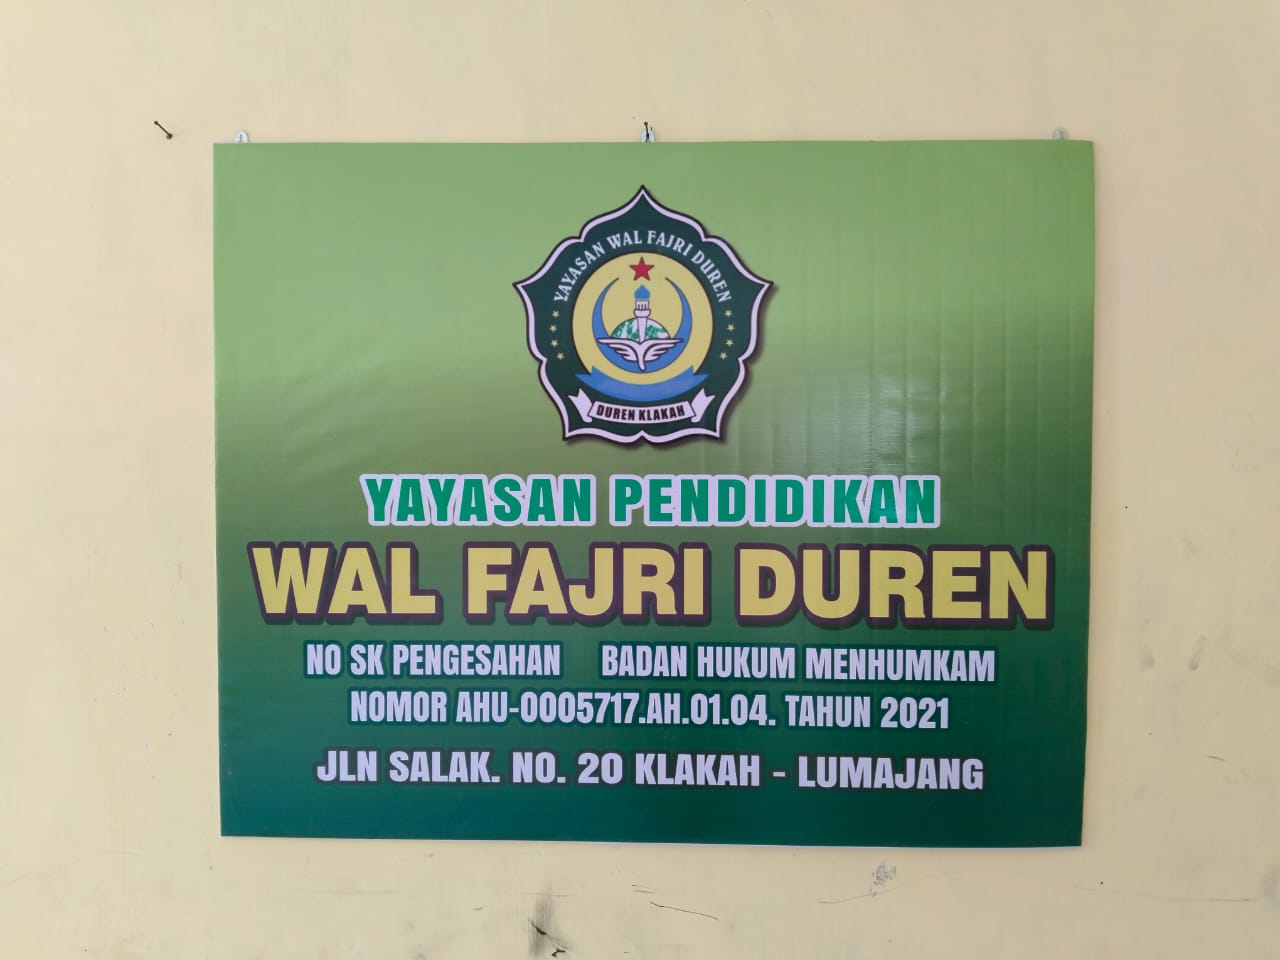 YAYASAN WAL FAJRI DUREN
DUREN KLAKAH
YAYASAN PENDIDIKAN
WAL FAJRI DUREN
NO SK PENGESAHAN BADAN HUKUM MENHUMKAM
NOMOR AHU-0005717.AH.01.04. TAHUN 2021
JLN SALAK. NO. 20 KLAKAH - LUMAJANG